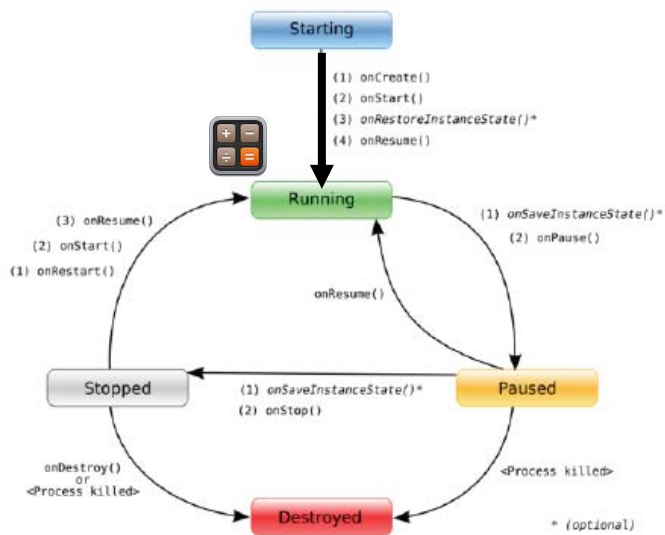 Starting
(1) onCreate()
(2) onStart()
(3) onRestoreInstanceState()*
(4) onResume()
+ −
÷ =
Running
(3) onResume()
(2) onStart()
(1) onRestart()
(1) onSaveInstanceState()*
(2) onPause()
onResume()
Stopped
(1) onSaveInstanceState()*
(2) onStop()
Paused
onDestroy()
or
<Process killed>
<Process killed>
Destroyed
* (optional)